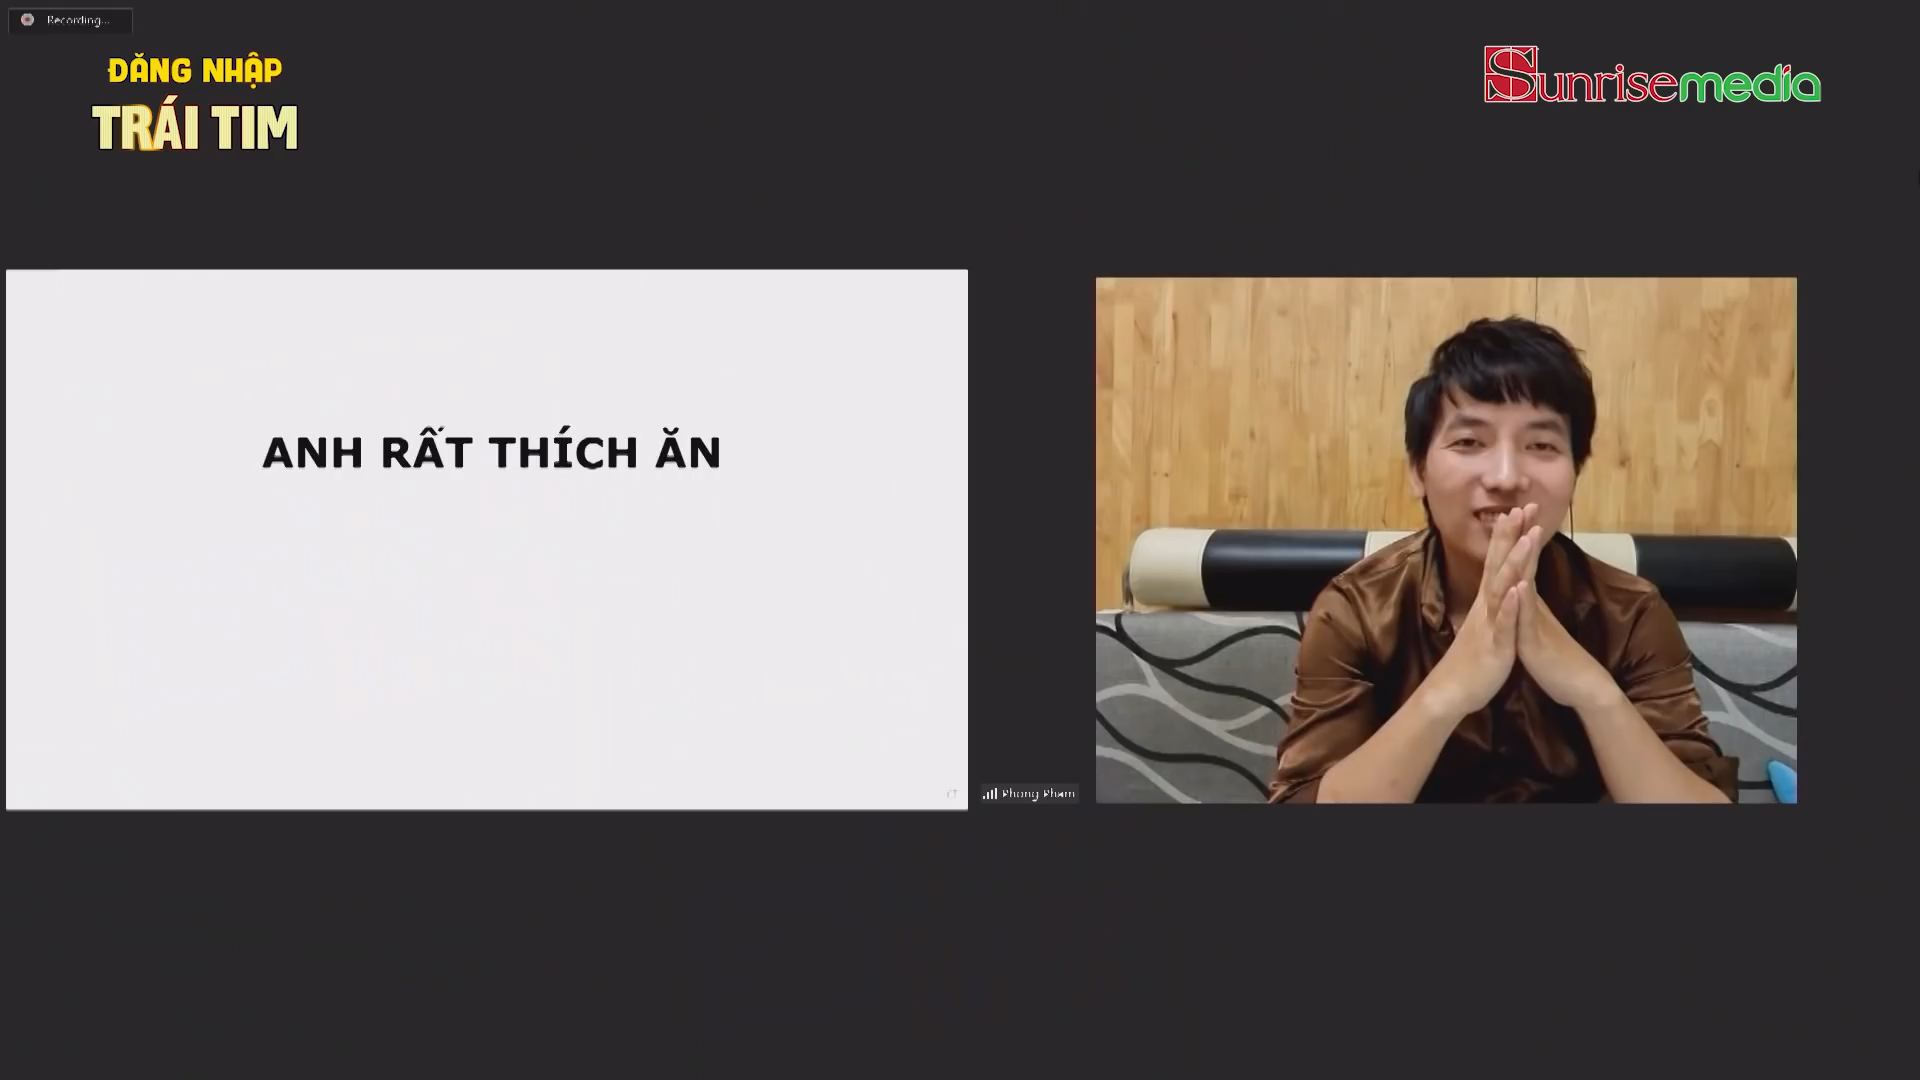 Recording...
ĐĂNG NHẬP
TRÁI TIM
Sunrisemedia
ANH RẤT THÍCH ĂN
Phong Pham